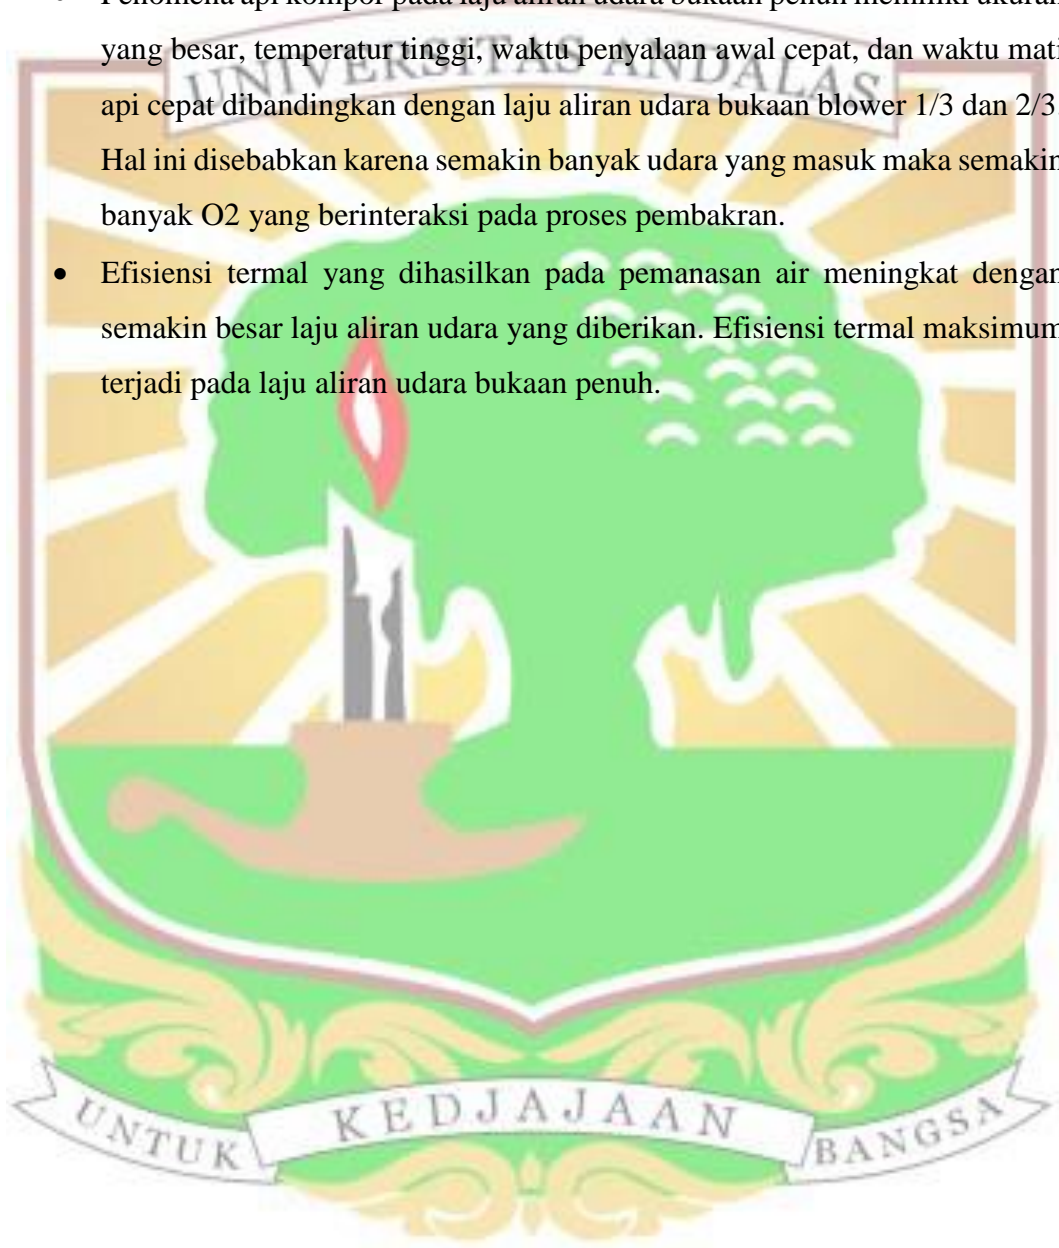 Fenomena api kompor pada laju aliran udara bukaan penuh memiliki ukuran
yang besar, temperatur tinggi, waktu penyalaan awal cepat, dan waktu mati
api cepat dibandingkan dengan laju aliran udara bukaan blower 1/3 dan 2/3.
Hal ini disebabkan karena semakin banyak udara yang masuk maka semakin
banyak O2 yang berinteraksi pada proses pembakran.
• Efisiensi termal yang dihasilkan pada pemanasan air meningkat dengan
semakin besar laju aliran udara yang diberikan. Efisiensi termal maksimum
terjadi pada laju aliran udara bukaan penuh.
UNIVERSITAS ANDALAS
UNTUK KEDJAJAAN BANGSA